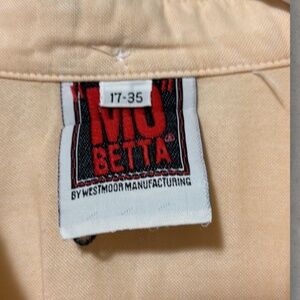 17-35
"MO"
BETTA
BY WESTMOOR MANUFACTURING